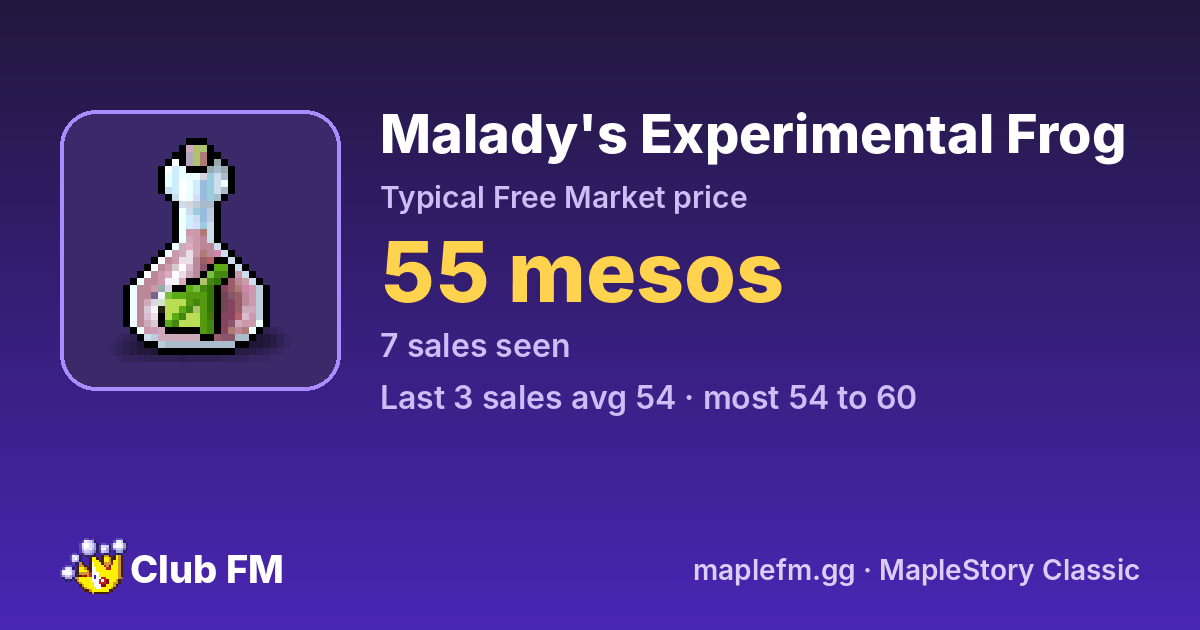 Malady's Experimental Frog
Typical Free Market price
55 mesos
7 sales seen
Last 3 sales avg 54 · most 54 to 60
Club FM
maplefm.gg · MapleStory Classic